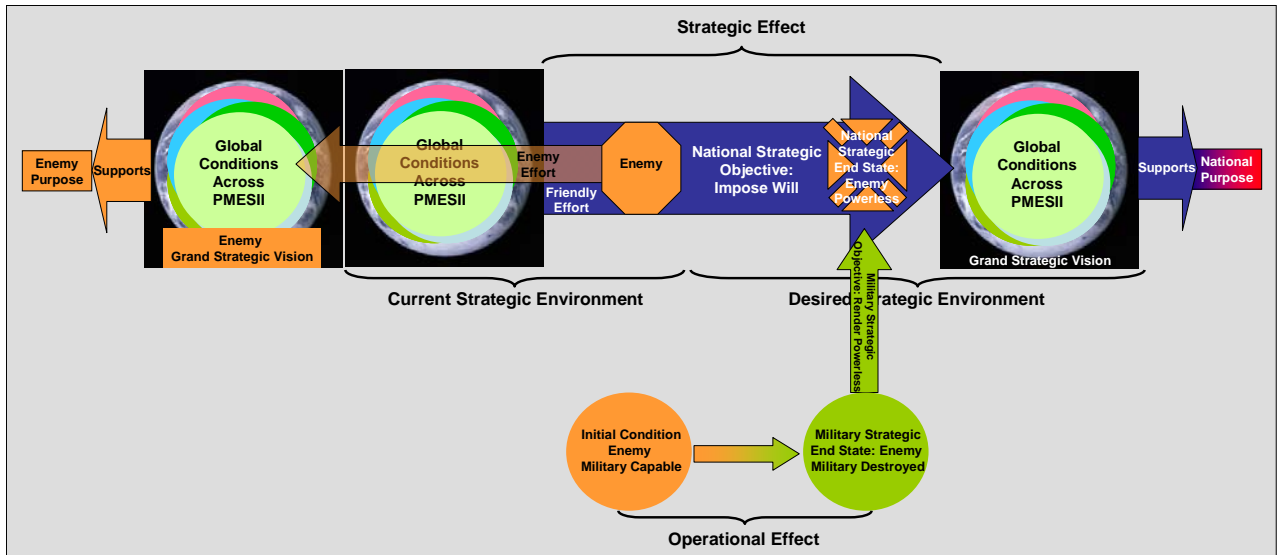 Strategic Effect
Enemy
Purpose
Supports
Global
Conditions
Across
PMESII
Enemy
Grand Strategic Vision
Global
Conditions
Across
PMESII
Enemy
Effort
Friendly
Effort
Enemy
National Strategic
Objective:
Impose Will
National
Strategic
End State:
Enemy
Powerless
Global
Conditions
Across
PMESII
Grand Strategic Vision
Supports
National
Purpose
Current Strategic Environment
Desired Strategic Environment
Military Strategic
Objective: Render Powerless
Initial Condition
Enemy
Military Capable
Military Strategic
End State: Enemy
Military Destroyed
Operational Effect